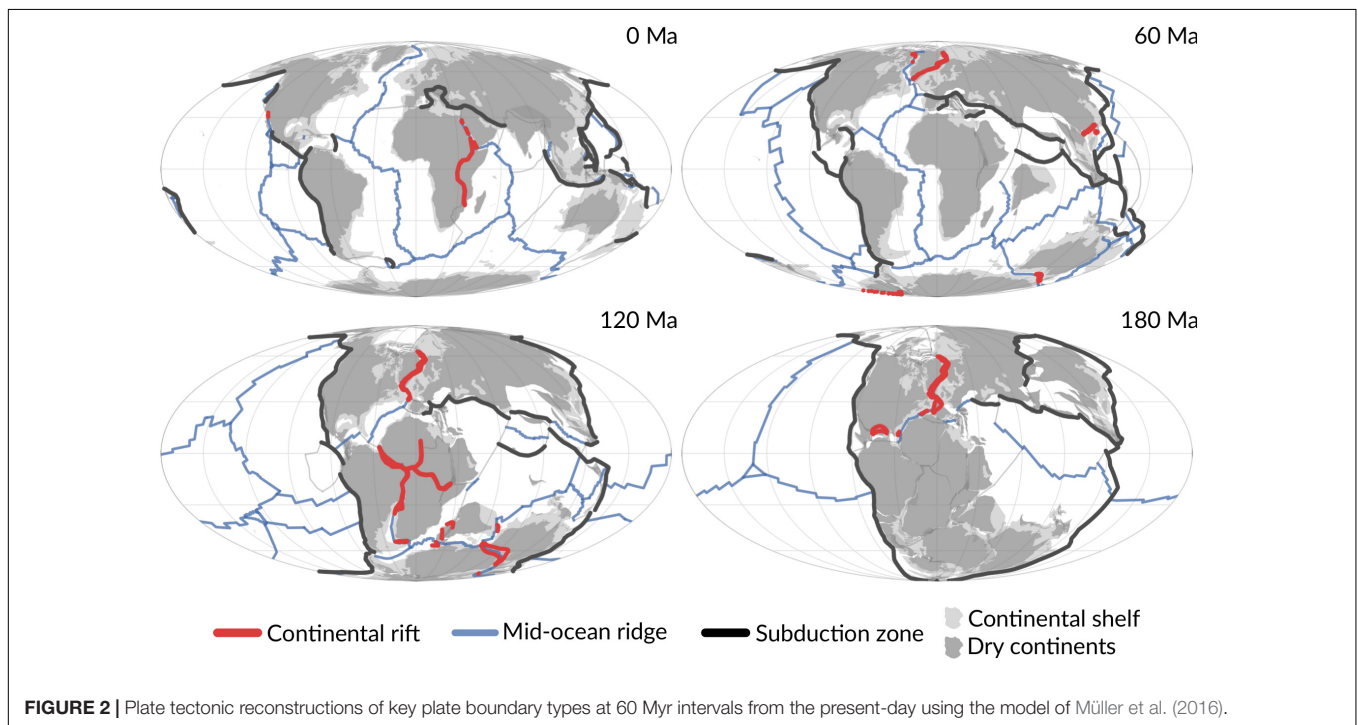 0 Ma
60 Ma
120 Ma
180 Ma
Continental rift
Mid-ocean ridge
Subduction zone
Continental shelf
Dry continents
FIGURE 2 | Plate tectonic reconstructions of key plate boundary types at 60 Myr intervals from the present-day using the model of Müller et al. (2016).